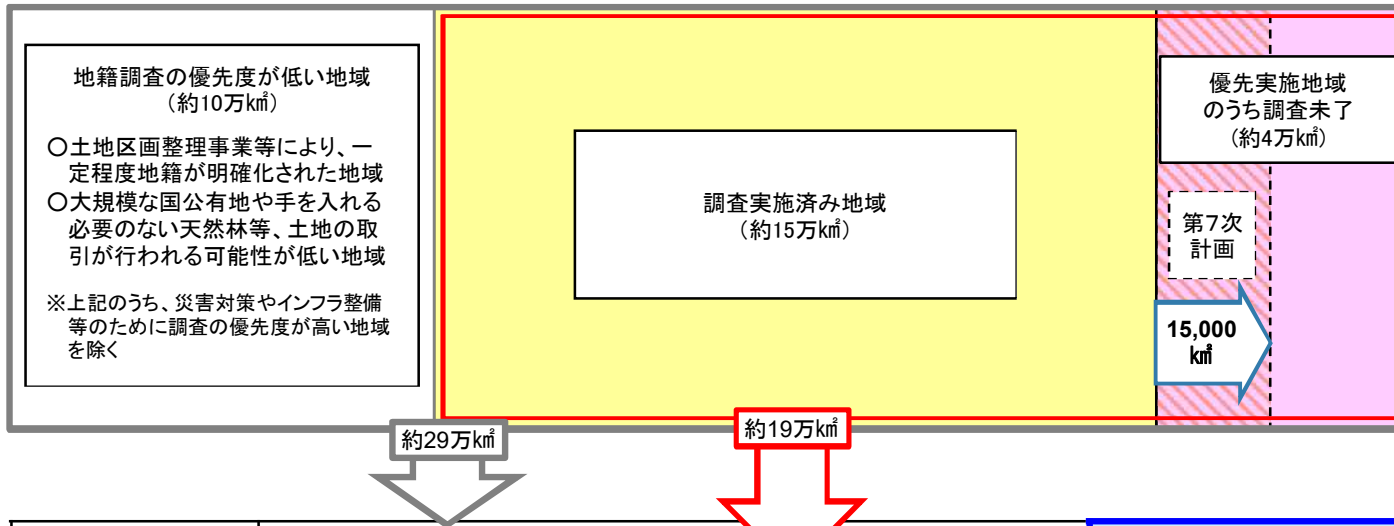 地籍調査の優先度が低い地域
(約10万㎢)
○土地区画整理事業等により、一
定程度地籍が明確化された地域
○大規模な国公有地や手を入れる
必要のない天然林等、土地の取
引が行われる可能性が低い地域
※上記のうち、災害対策やインフラ整備
等のために調査の優先度が高い地域
を除く
調査実施済み地域
(約15万㎢)
優先実施地域
のうち調査未了
(約4万㎢)
第7次
計画
15,000
㎢
約29万㎢
約19万㎢